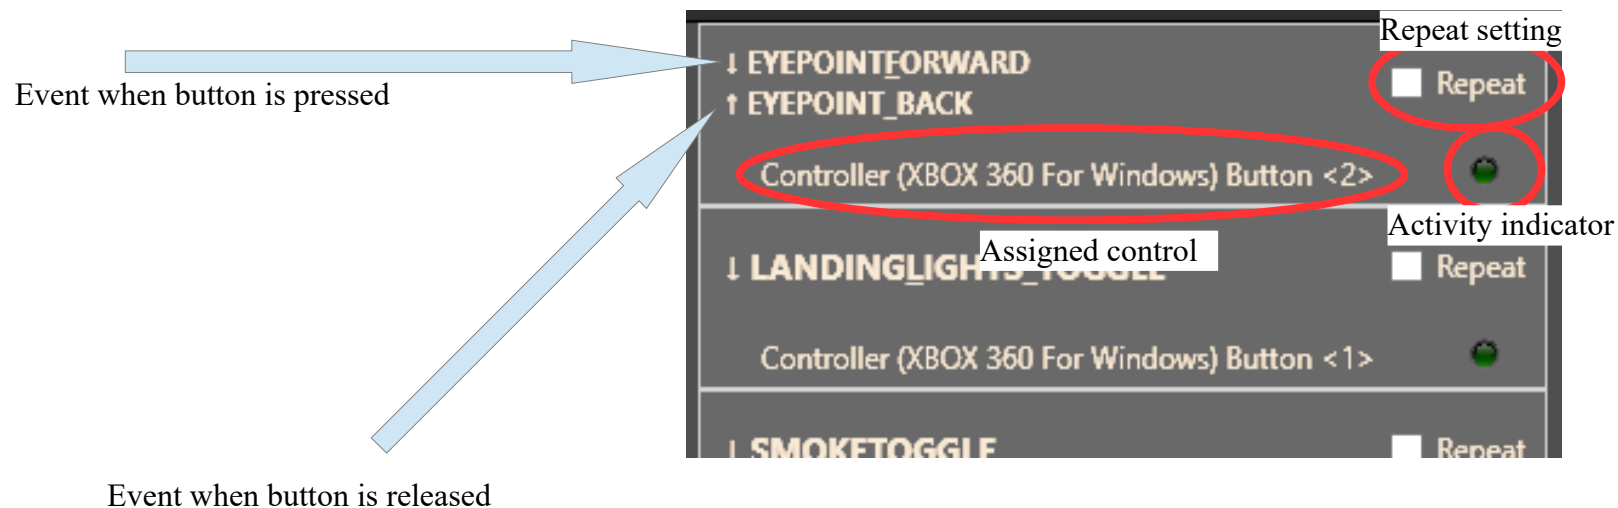 Repeat setting
↓ EYEPOINTFORWARD
Repeat
Event when button is pressed
↑ EYEPOINT_BACK
Controller (XBOX 360 For Windows) Button <2>
Activity indicator
Assigned control
↓ LANDINGLIGHTS_TOGGLE
Repeat
Controller (XBOX 360 For Windows) Button <1>
↓ SMOKETOGGLE
Repeat
Event when button is released